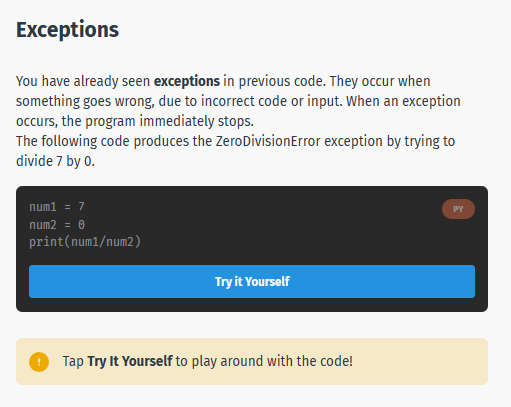 Exceptions
You have already seen exceptions in previous code. They occur when
something goes wrong, due to incorrect code or input. When an exception
occurs, the program immediately stops.
The following code produces the ZeroDivisionError exception by trying to
divide 7 by 0.
num1 = 7
PY
num2 = 0
print(num1/num2)
Try it Yourself
! Tap Try It Yourself to play around with the code!